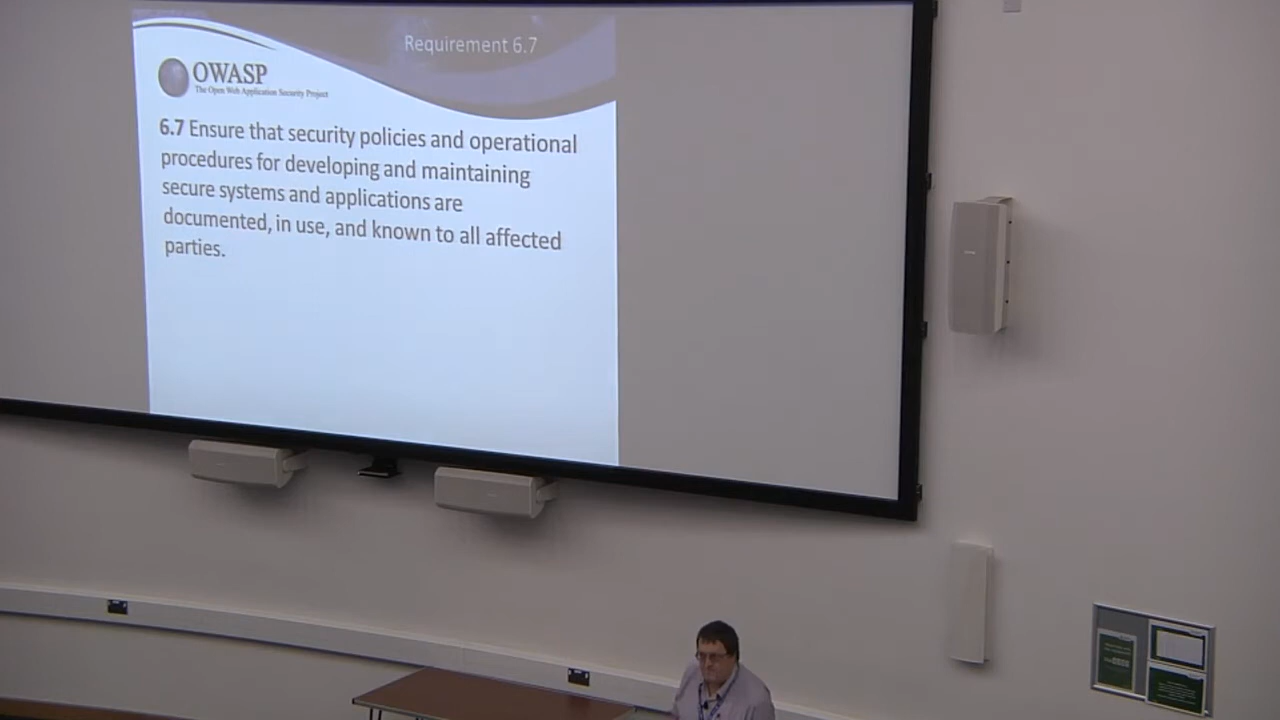 Requirement 6.7
OWASP
The Open Web Application Security Project
6.7 Ensure that security policies and operational
procedures for developing and maintaining
secure systems and applications are
documented, in use, and known to all affected
parties.